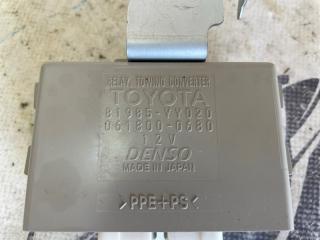 RELAY, TOWING CONVERTER
TOYOTA
81985-YY020
061800-0680
12V
DENSO
MADE IN JAPAN
>PPE+PS<